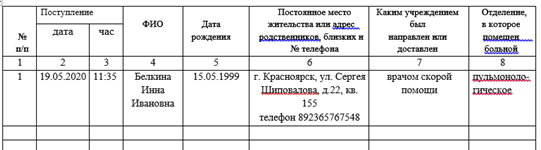 № п/п | Поступление | ФИО | Дата рождения | Постоянное место жительства или адрес родственников, близких и № телефона | Каким учреждением был направлен или доставлен | Отделение, в которое помещен больной
дата | час
1 | 2 | 3 | 4 | 5 | 6 | 7 | 8
1 | 19.05.2020 | 11:35 | Белкина Инна Ивановна | 15.05.1999 | г. Красноярск, ул. Сергея Шиповалова, д.22, кв. 155 телефон 892365767548 | врачом скорой помощи | пульмоноло-гическое